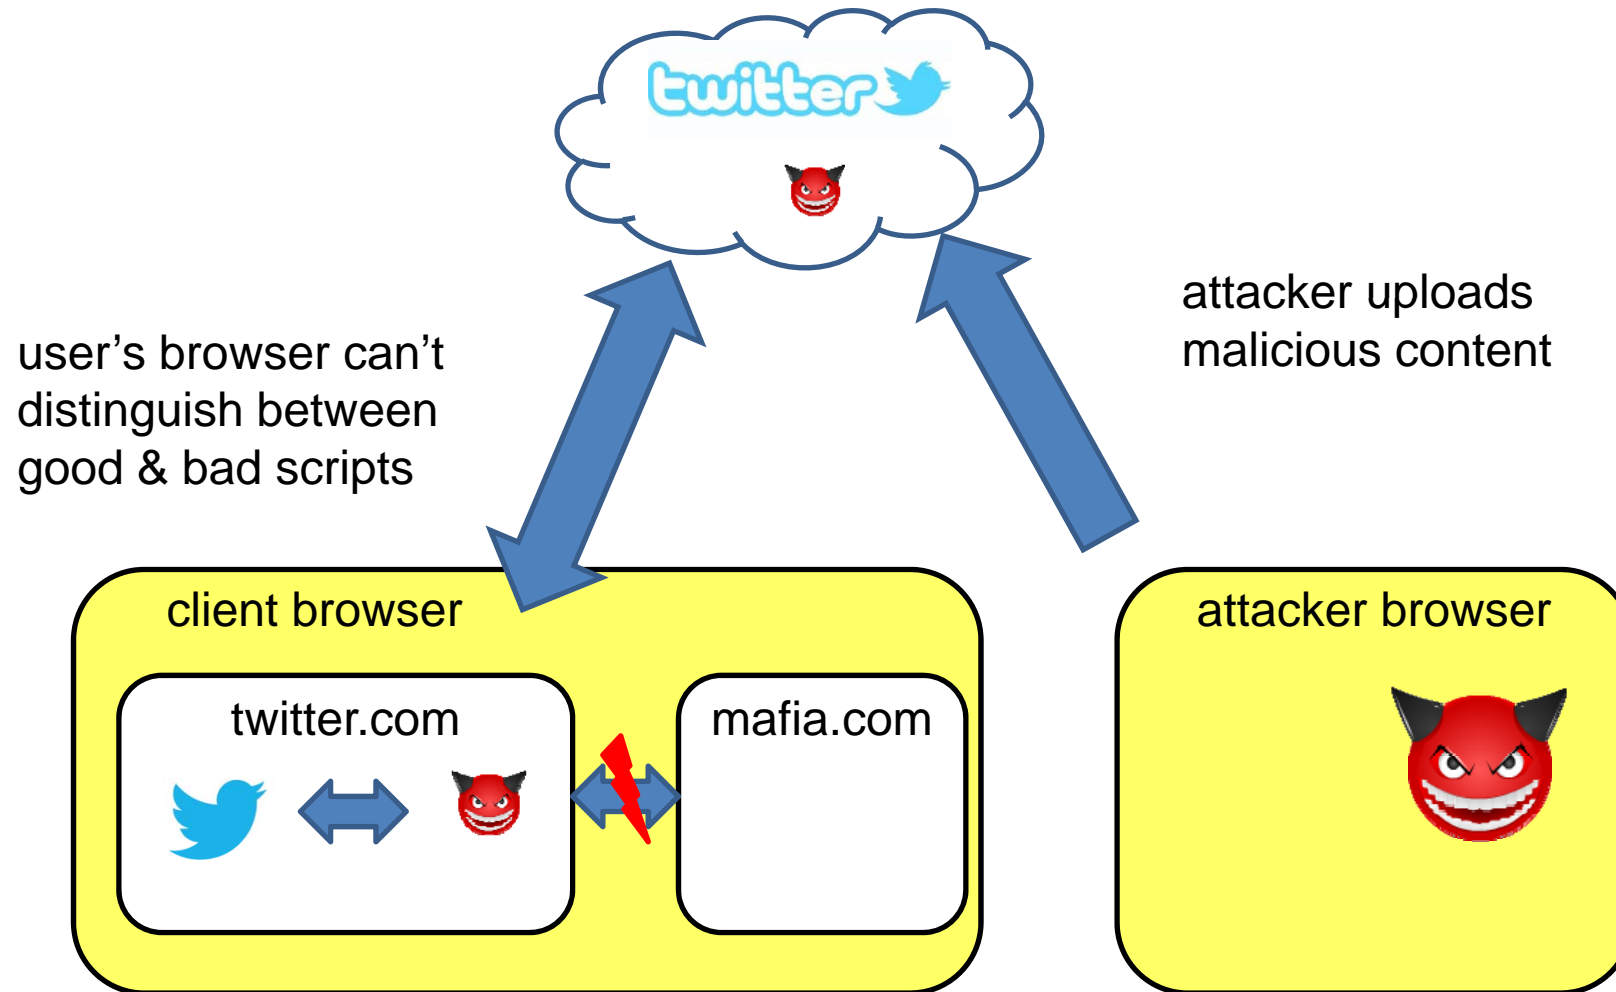 twitter
attacker uploads
malicious content
user’s browser can’t
distinguish between
good & bad scripts
client browser
attacker browser
twitter.com
mafia.com